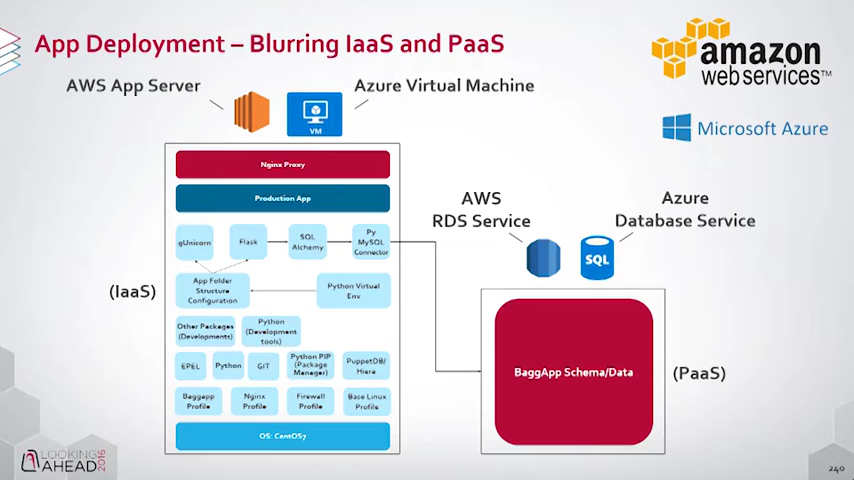 App Deployment – Blurring IaaS and PaaS
amazon
web services™
Microsoft Azure
AWS App Server
Azure Virtual Machine
VM
Nginx Proxy
Production App
gUnicorn
Flask
SQL
Alchemy
Py
MySQL
Connector
App Folder
Structure
Configuration
Python Virtual
Env
(IaaS)
Other Packages
(Developments)
Python
(Development
tools)
EPEL
Python
GIT
Python PIP
(Package
Manager)
PuppetDB/
Hiera
Baggapp
Profile
Nginx
Profile
Firewall
Profile
Base Linux
Profile
OS: CentOS7
AWS
RDS Service
Azure
Database Service
SQL
BaggApp Schema/Data
(PaaS)
LOOKING
AHEAD 2016
240